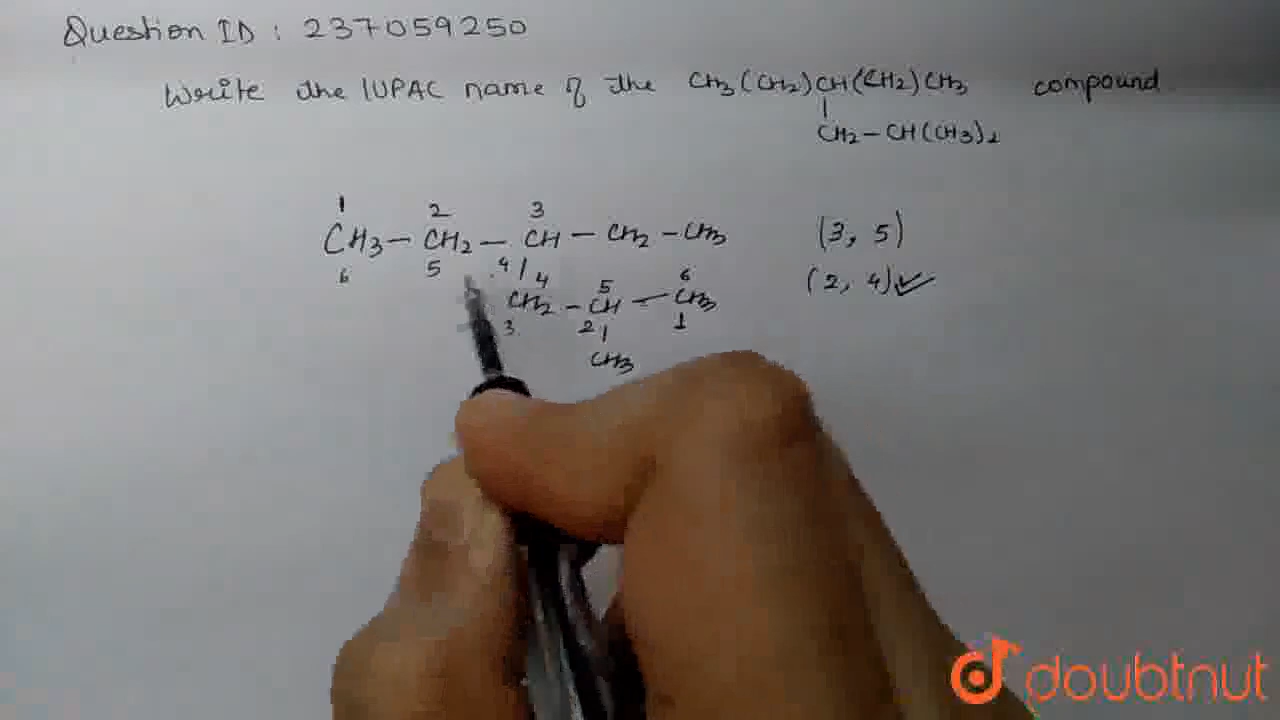 Question ID : 237059250
Write the IUPAC name of the CH3(CH2)CH(CH2)CH3 compound
|
CH2-CH(CH3)2
1 2 3
CH3-CH2-CH-CH2-CH3 (3, 5)
6 5 4/4 5 6 (2, 4)✓
CH2-CH-CH3
3 2| 1
CH3
doubtnut